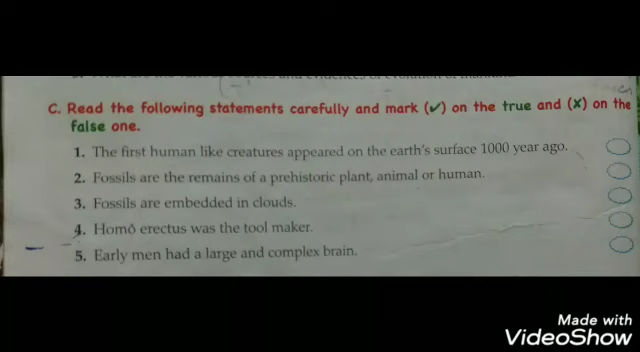 C. Read the following statements carefully and mark (✓) on the true and (✗) on the
false one.
1. The first human like creatures appeared on the earth's surface 1000 year ago.
2. Fossils are the remains of a prehistoric plant, animal or human.
3. Fossils are embedded in clouds.
4. Homo erectus was the tool maker.
5. Early men had a large and complex brain.
Made with
VideoShow